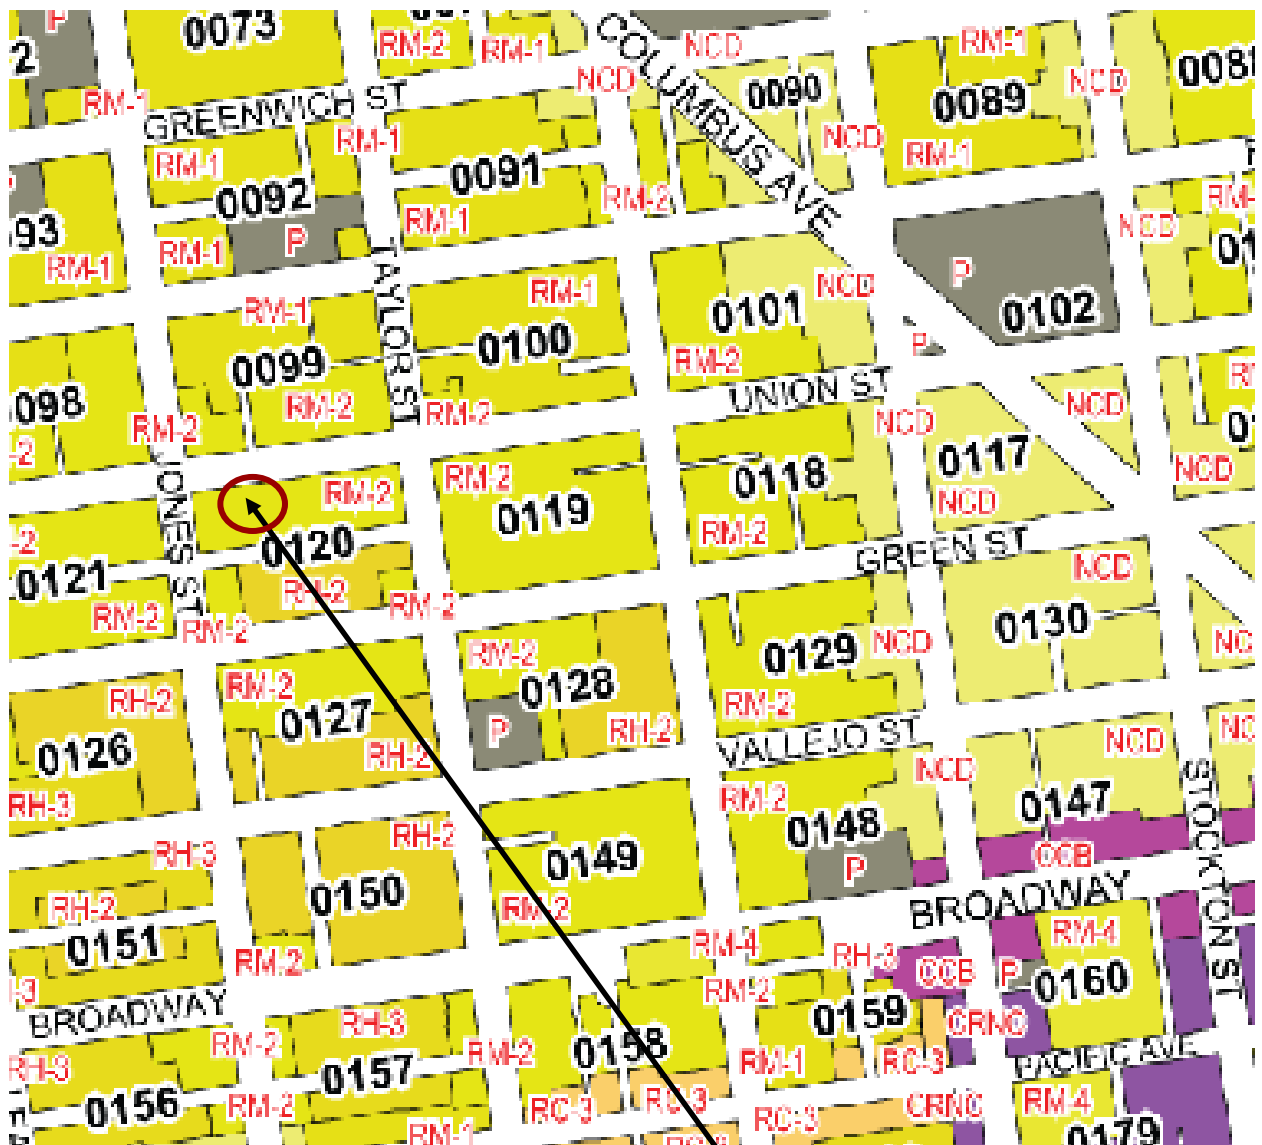 P
0073
RM-2
RM-1
COLUMBUS AVE
NCD
RM-1
NCD
2
RM-1
GREENWICH ST
NCD
0090
0089
NCD
RM-1
RM-1
0091
RM-1
0092
RM-1
RM-2
RM-1
NCD
93
RM-1
RM-1
P
TAYLOR ST
RM-1
RM-1
0101
NCD
P
0102
NCD
0100
0099
RM-2
P
098
RM-2
RM-2
RM-2
UNION ST
NCD
NCD
-2
JONES ST
RM-2
RM-2
0119
0118
0117
NCD
NCD
-2
0120
RM-2
GREEN ST
NCD
0121
RM-2
RM-2
RH-2
RM-2
RM-2
0129
NCD
0130
RH-2
RM-2
0128
RM-2
0126
0127
P
RH-2
RH-2
VALLEJO ST
NCD
NCD
RH-3
RM-2
0148
0147
STOCKTON ST
RH-3
RH-2
0149
P
CCB
RH-2
0150
RM-2
BROADWAY
0151
RM-2
RM-4
RH-3
CCB
P
RM-4
0160
BROADWAY
RH-3
RM-2
0159
CRNC
RH-3
RM-2
RM-2
0158
RM-1
RC-3
PACIFIC AVE
0157
0156
RM-2
RC-3
RC-3
RC-3
CRNC
RM-4
RM-1
0179